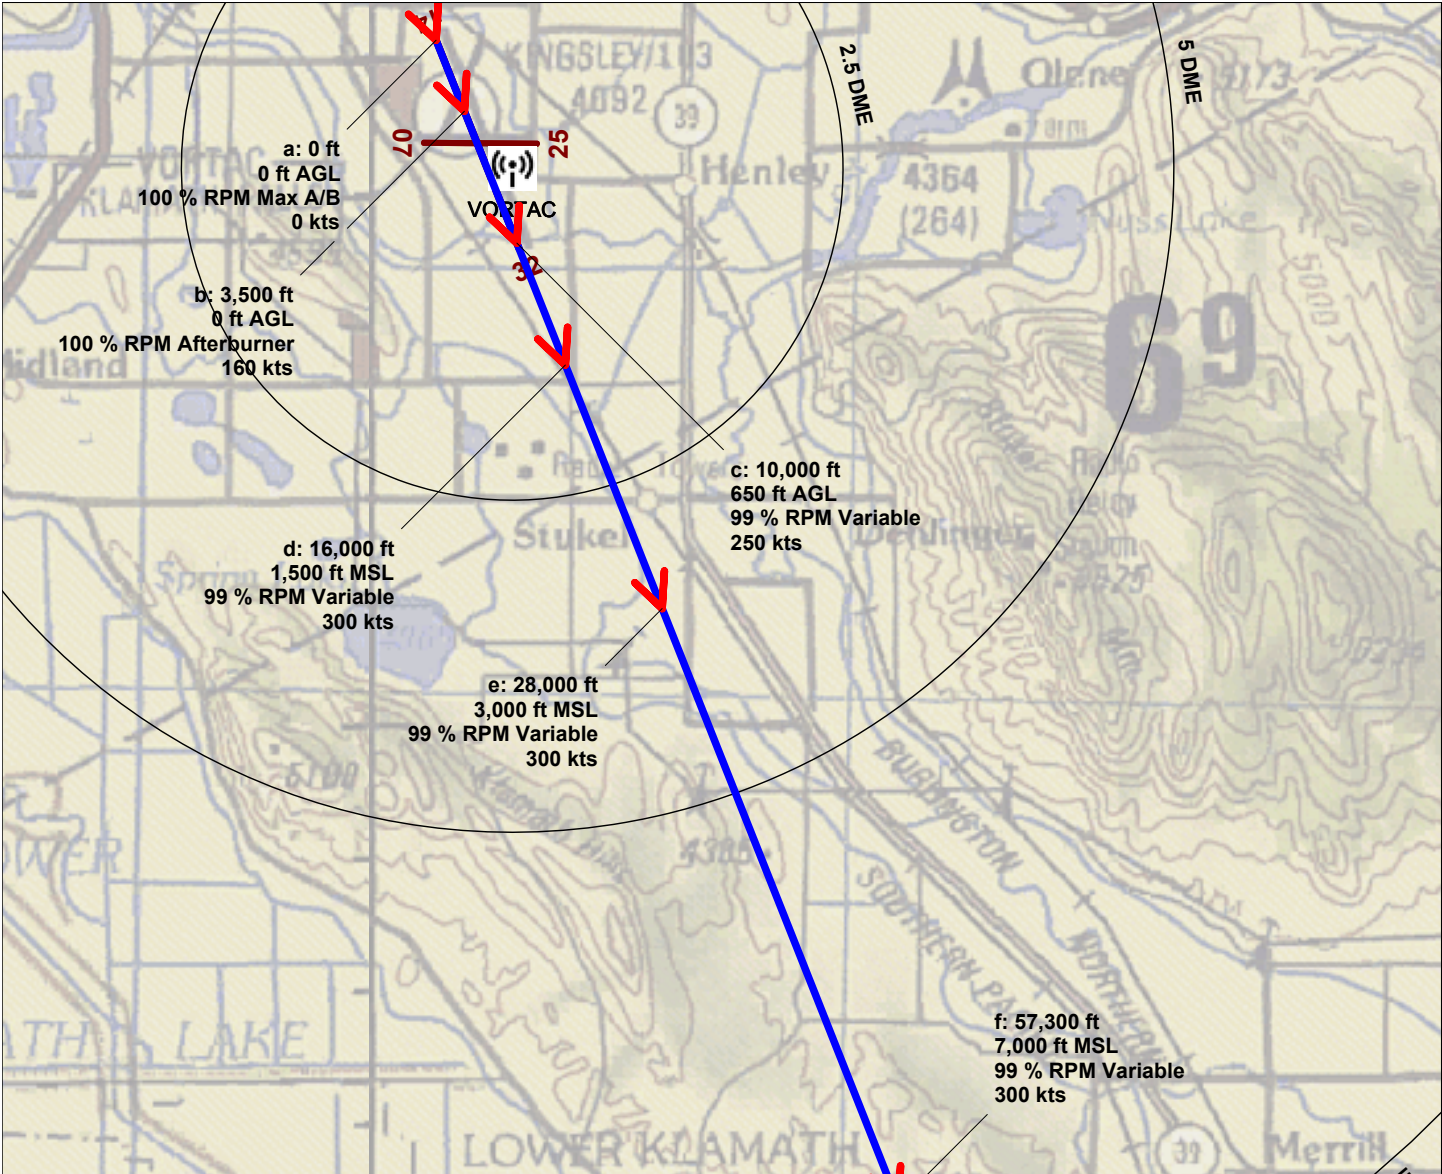 KINGSLEY/103
4092
39
2.5 DME
5 DME
Olene
07
25
VORTAC
VORTAC
Henley
4364
(264)
a: 0 ft
0 ft AGL
100 % RPM Max A/B
0 kts
32
5000
b: 3,500 ft
0 ft AGL
100 % RPM Afterburner
160 kts
69
c: 10,000 ft
650 ft AGL
99 % RPM Variable
250 kts
Stukel
d: 16,000 ft
1,500 ft MSL
99 % RPM Variable
300 kts
Spring
e: 28,000 ft
3,000 ft MSL
99 % RPM Variable
300 kts
BURLINGTON
NORTHERN
Klamath Hills
SOUTHERN PA
LAKE
f: 57,300 ft
7,000 ft MSL
99 % RPM Variable
300 kts
LOWER KLAMATH
39
Merrill